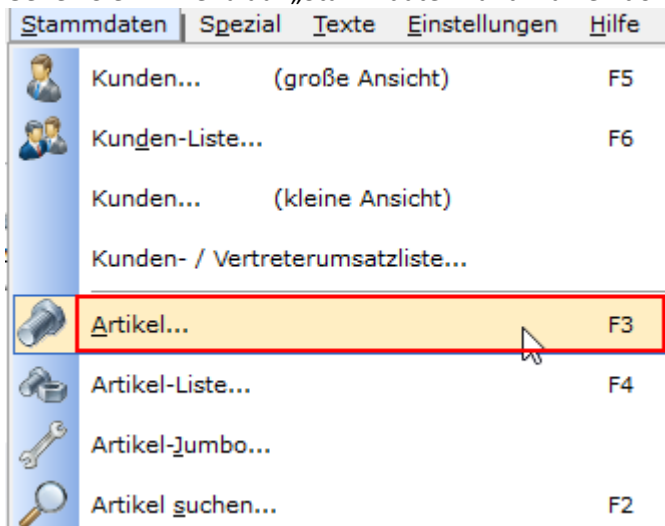 Stammdaten Spezial Texte Einstellungen Hilfe
Kunden... (große Ansicht) F5
Kunden-Liste... F6
Kunden... (kleine Ansicht)
Kunden- / Vertreterumsatzliste...
Artikel... F3
Artikel-Liste... F4
Artikel-Jumbo...
Artikel suchen... F2